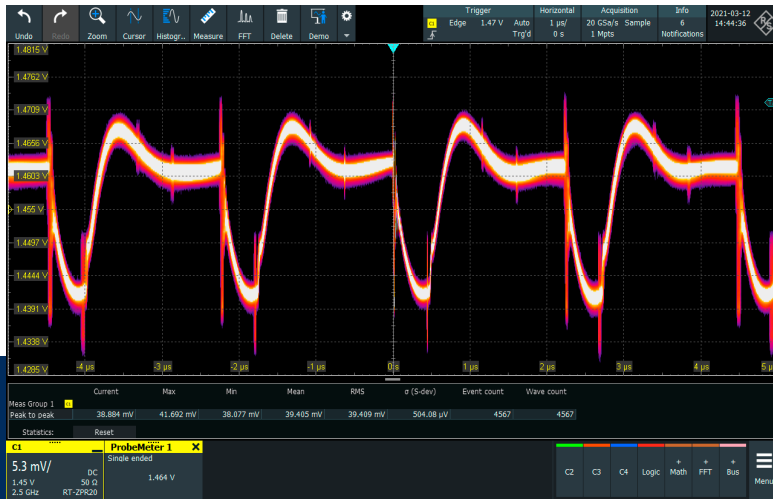 Trigger Horizontal Acquisition Info 2021-03-12
C1 Edge 1.47 V Auto 1 µs/ 20 GSa/s Sample 6 14:44:36
Trg'd 0 s 1 Mpts Notifications
Undo Redo Zoom Cursor Histogr... Measure FFT Delete Demo
1.4815 V
1.4762 V
1.4709 V
1.4656 V
1.4603 V
1.455 V
1.4497 V
1.4444 V
1.4391 V
1.4338 V
1.4285 V
-4 µs -3 µs -2 µs -1 µs 0 s 1 µs 2 µs 3 µs 4 µs 5 µ
Current Max Min Mean RMS σ (S-dev) Event count Wave count
Meas Group 1 C1
Peak to peak 38.884 mV 41.692 mV 38.077 mV 39.405 mV 39.409 mV 504.08 µV 4567 4567
Statistics: Reset
C1 ProbeMeter 1 X
5.3 mV/ DC Single ended
1.45 V 50 Ω 1.464 V
2.5 GHz RT-ZPR20
C2 C3 C4 Logic + Math + FFT + Bus Menu